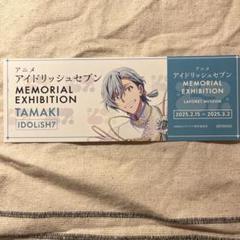 アニメ
アイドリッシュセブン
MEMORIAL
EXHIBITION
TAMAKI
IDOLiSH7
アニメ
アイドリッシュセブン
MEMORIAL EXHIBITION
LAFORET MUSEUM
2025.2.15 ー 2025.3.2